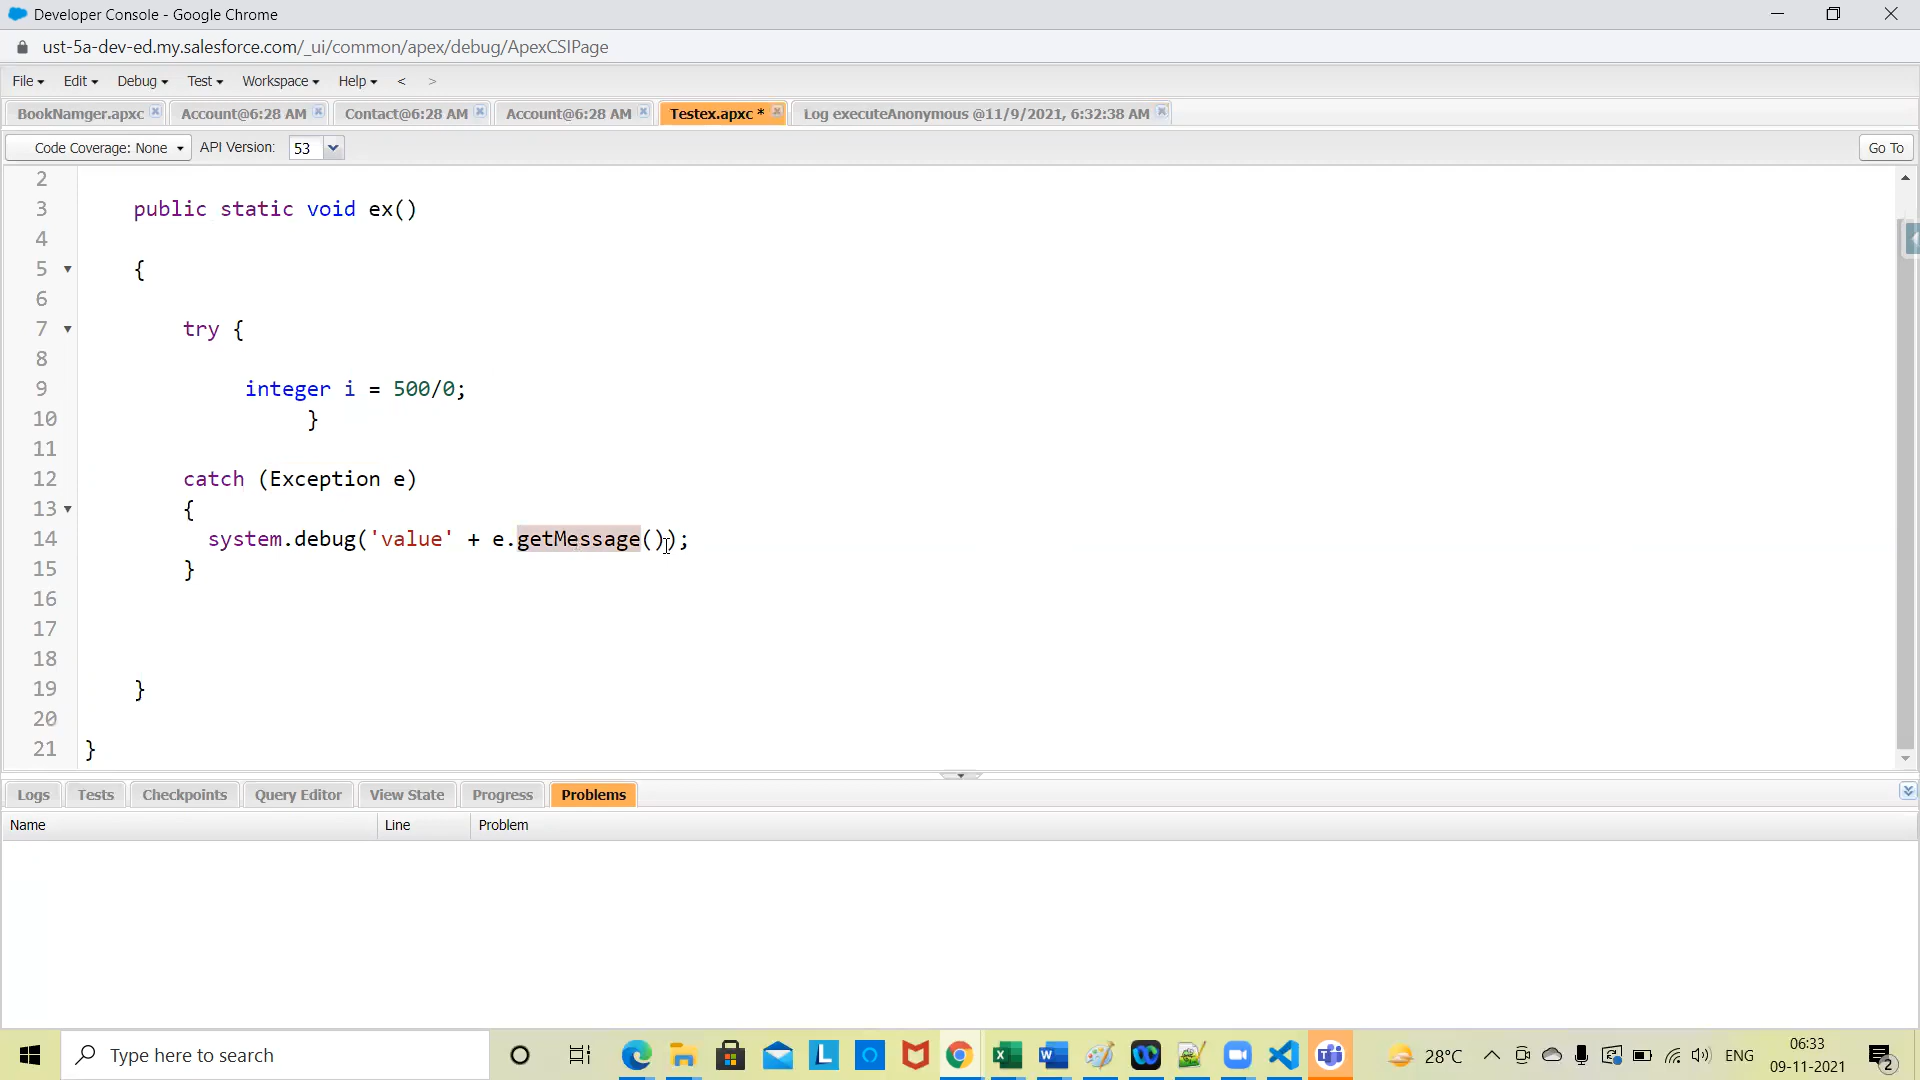 Developer Console - Google Chrome
ust-5a-dev-ed.my.salesforce.com/_ui/common/apex/debug/ApexCSIPage
File Edit Debug Test Workspace Help < >
BookNamger.apxc Account@6:28 AM Contact@6:28 AM Account@6:28 AM Testex.apxc * Log executeAnonymous @11/9/2021, 6:32:38 AM
Code Coverage: None API Version: 53 Go To
2
3 public static void ex()
4
5 {
6
7 try {
8
9 integer i = 500/0;
10 }
11
12 catch (Exception e)
13 {
14 system.debug('value' + e.getMessage());
15 }
16
17
18
19 }
20
21 }
Logs Tests Checkpoints Query Editor View State Progress Problems
Name Line Problem
Type here to search
28°C ENG
06:33
09-11-2021
2